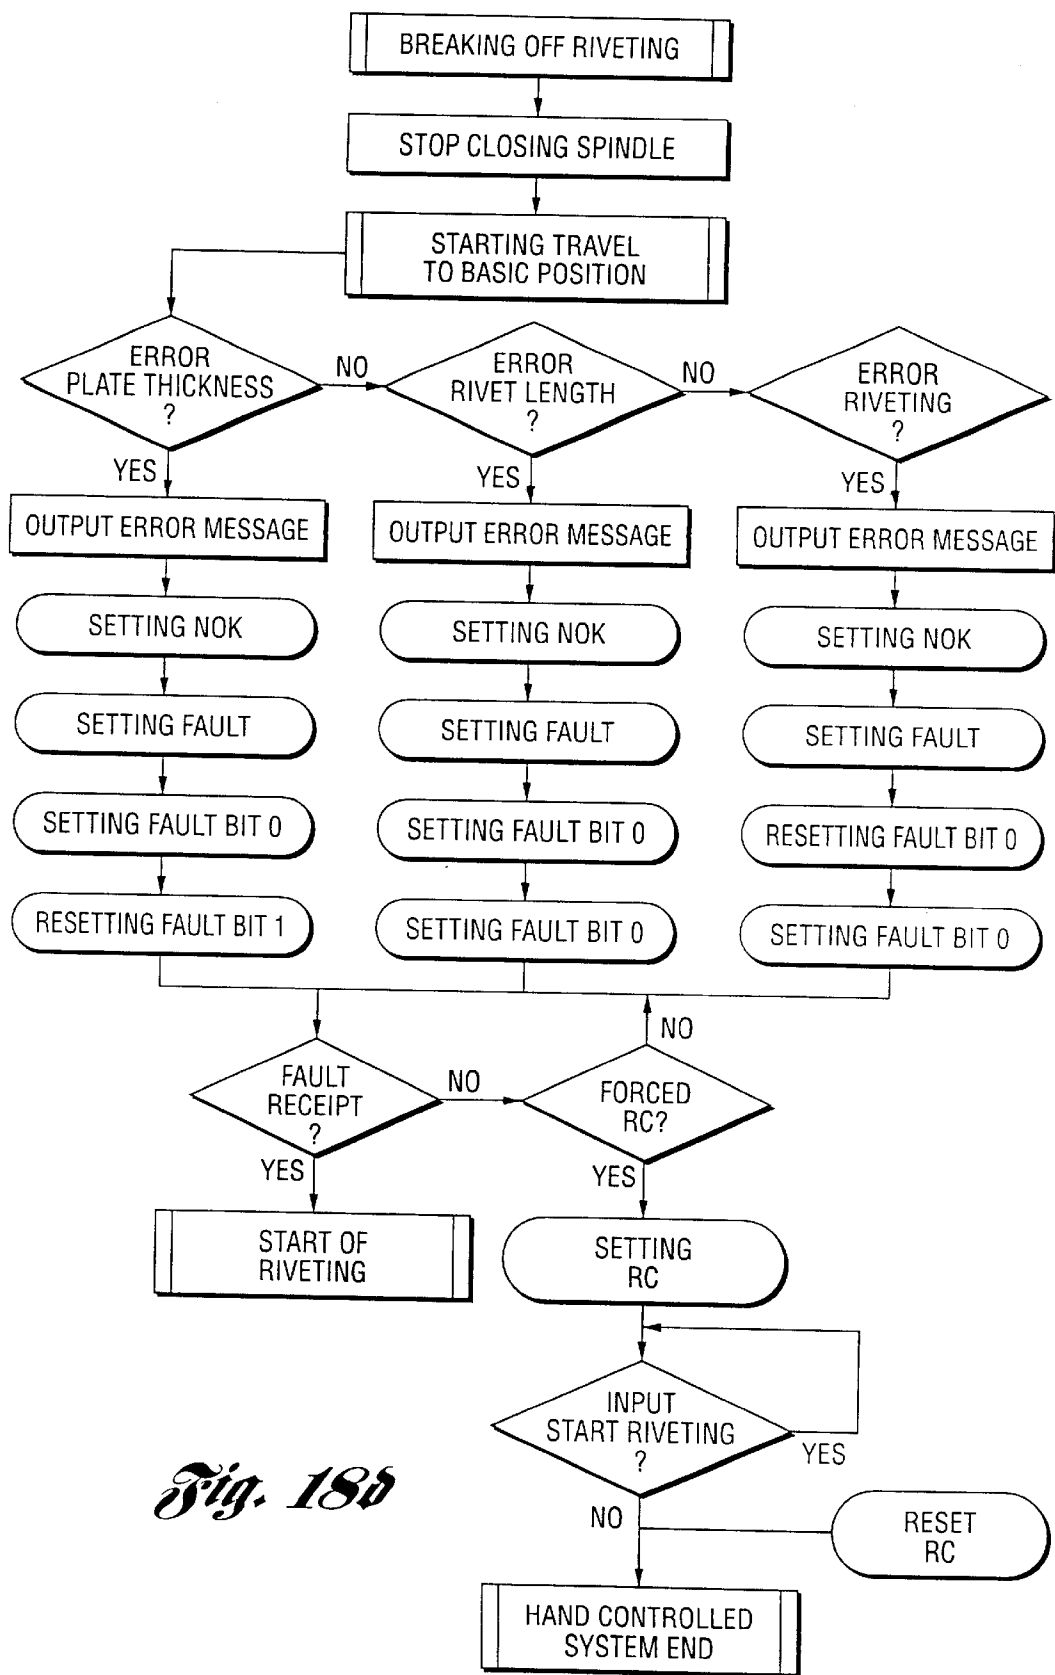 BREAKING OFF RIVETING
STOP CLOSING SPINDLE
STARTING TRAVEL
TO BASIC POSITION
ERROR
PLATE THICKNESS
?
NO
ERROR
RIVET LENGTH
?
NO
ERROR
RIVETING
?
YES
YES
YES
OUTPUT ERROR MESSAGE
OUTPUT ERROR MESSAGE
OUTPUT ERROR MESSAGE
SETTING NOK
SETTING NOK
SETTING NOK
SETTING FAULT
SETTING FAULT
SETTING FAULT
SETTING FAULT BIT 0
SETTING FAULT BIT 0
RESETTING FAULT BIT 0
RESETTING FAULT BIT 1
SETTING FAULT BIT 0
SETTING FAULT BIT 0
NO
FAULT
RECEIPT
?
NO
FORCED
RC?
YES
YES
START OF
RIVETING
SETTING
RC
INPUT
START RIVETING
?
YES
NO
RESET
RC
HAND CONTROLLED
SYSTEM END
Fig. 18d